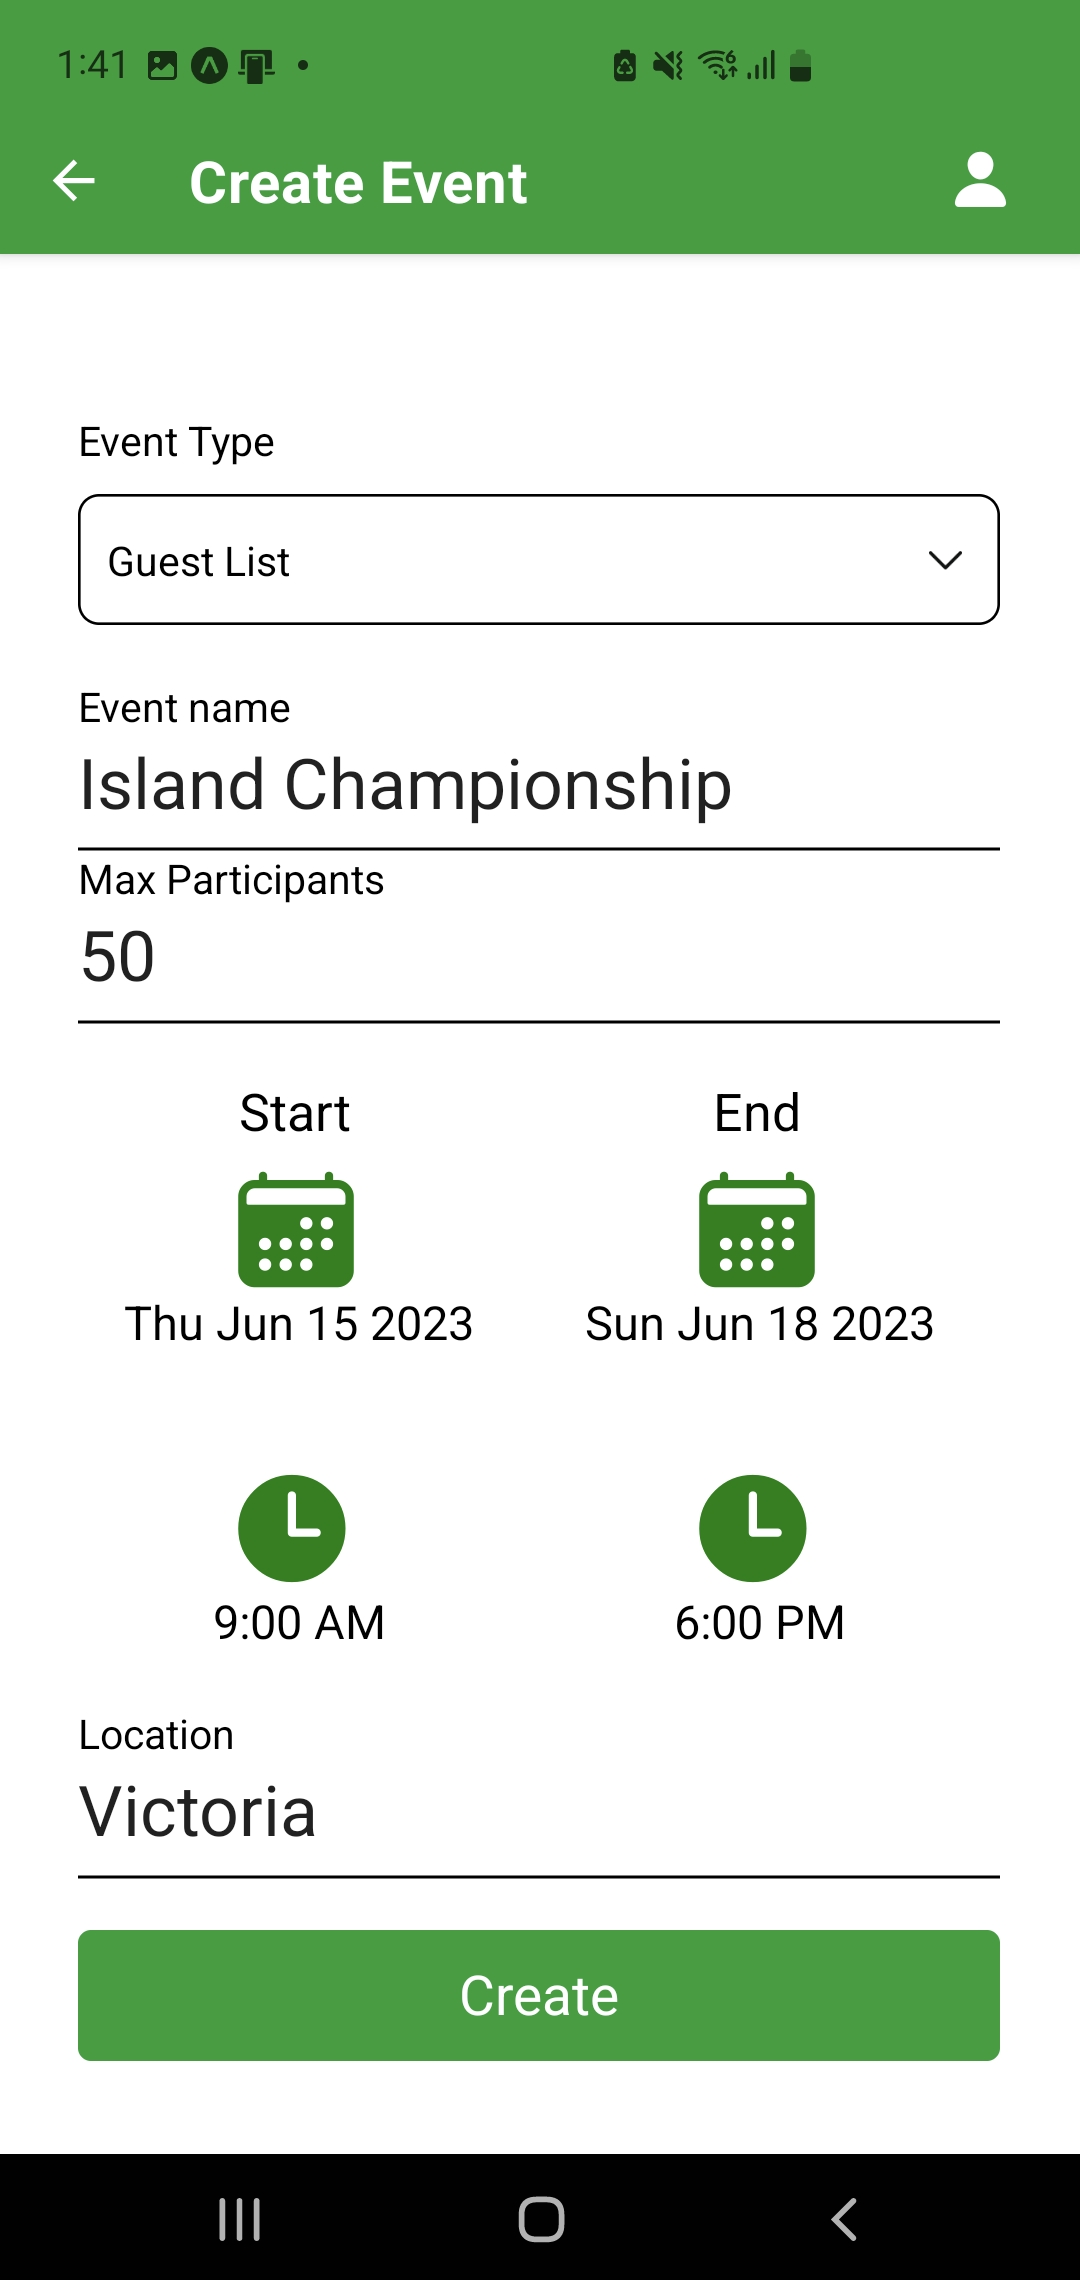 1:41
Create Event
Event Type
Guest List
Event name
Island Championship
Max Participants
50
Start End
Thu Jun 15 2023 Sun Jun 18 2023
9:00 AM 6:00 PM
Location
Victoria
Create